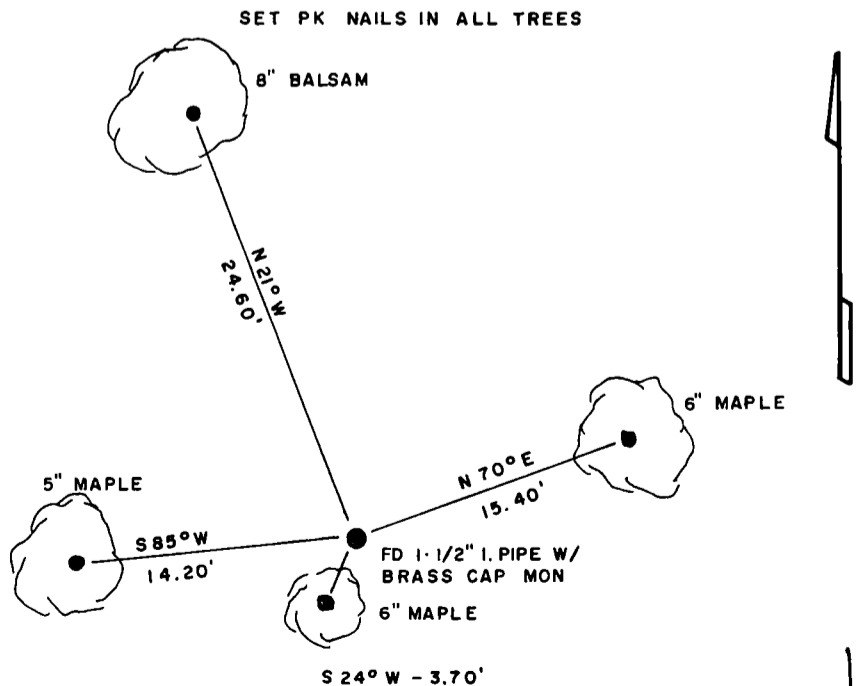 SET PK NAILS IN ALL TREES
8" BALSAM
N 21° W
24.60'
6" MAPLE
N 70° E
15.40'
5" MAPLE
S 85° W
14.20'
FD 1-1/2" I. PIPE W/
BRASS CAP MON
6" MAPLE
S 24° W - 3.70'